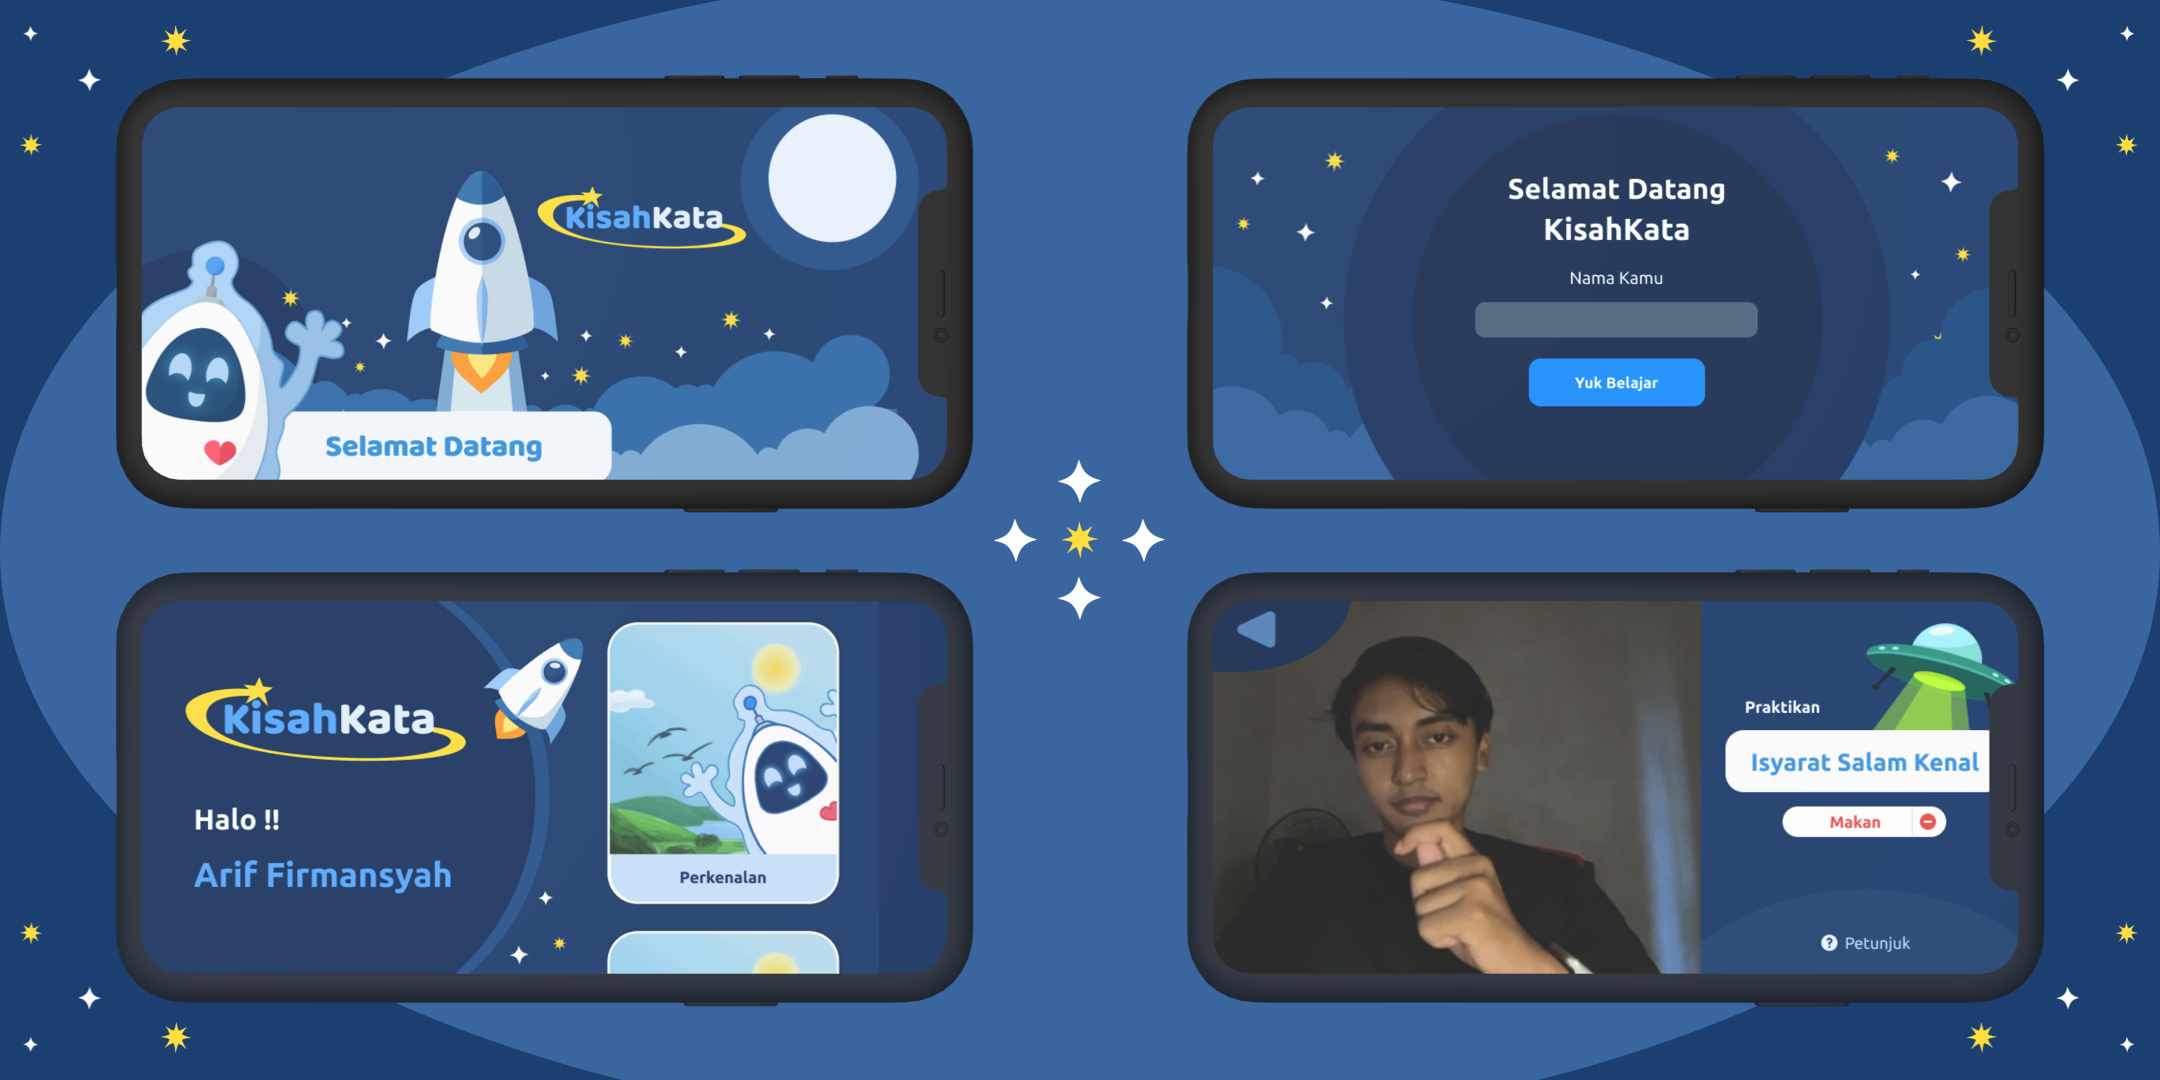 KisahKata
Selamat Datang
Selamat Datang
KisahKata
Nama Kamu
Yuk Belajar
KisahKata
Halo !!
Arif Firmansyah
Perkenalan
Praktikan
Isyarat Salam Kenal
Makan
? Petunjuk